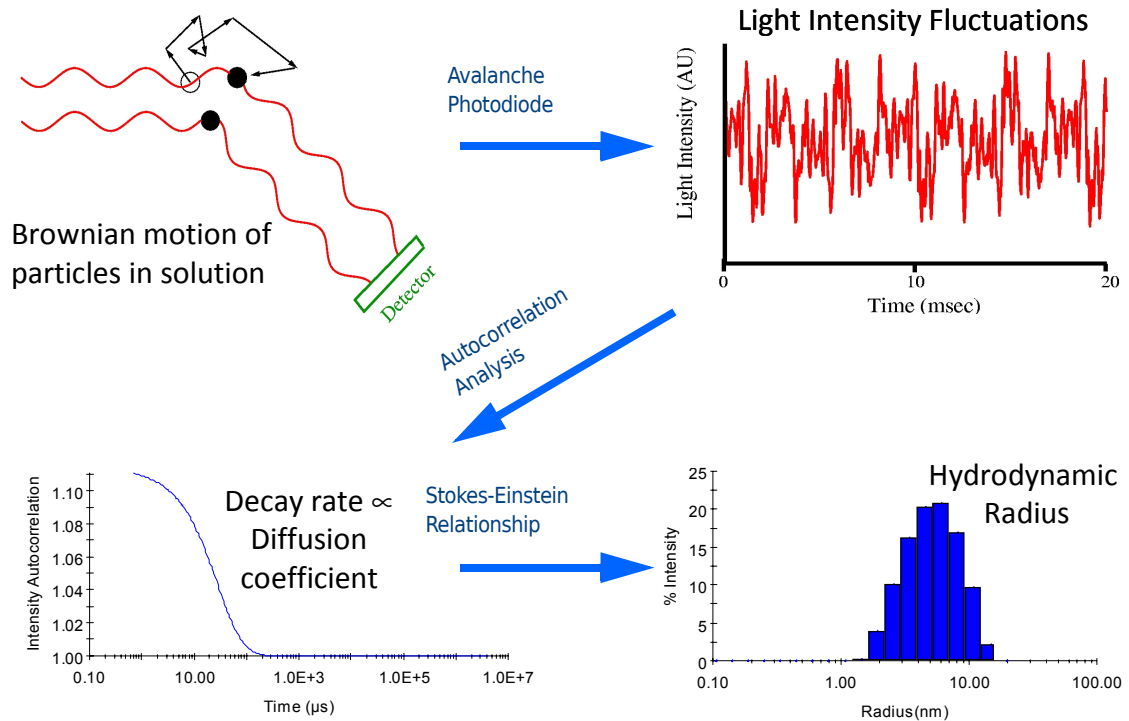 Light Intensity Fluctuations
Avalanche
Photodiode
Light Intensity (AU)
Brownian motion of
particles in solution
Detector
0
10
20
Time (msec)
Autocorrelation
Analysis
Intensity Autocorrelation
1.10
1.08
1.06
1.04
1.02
1.00
0.10
10.00
1.0E+3
1.0E+5
1.0E+7
Time (µs)
Decay rate ∝
Diffusion
coefficient
Stokes-Einstein
Relationship
Hydrodynamic
Radius
% Intensity
25
20
15
10
5
0
0.10
1.00
10.00
100.00
Radius(nm)